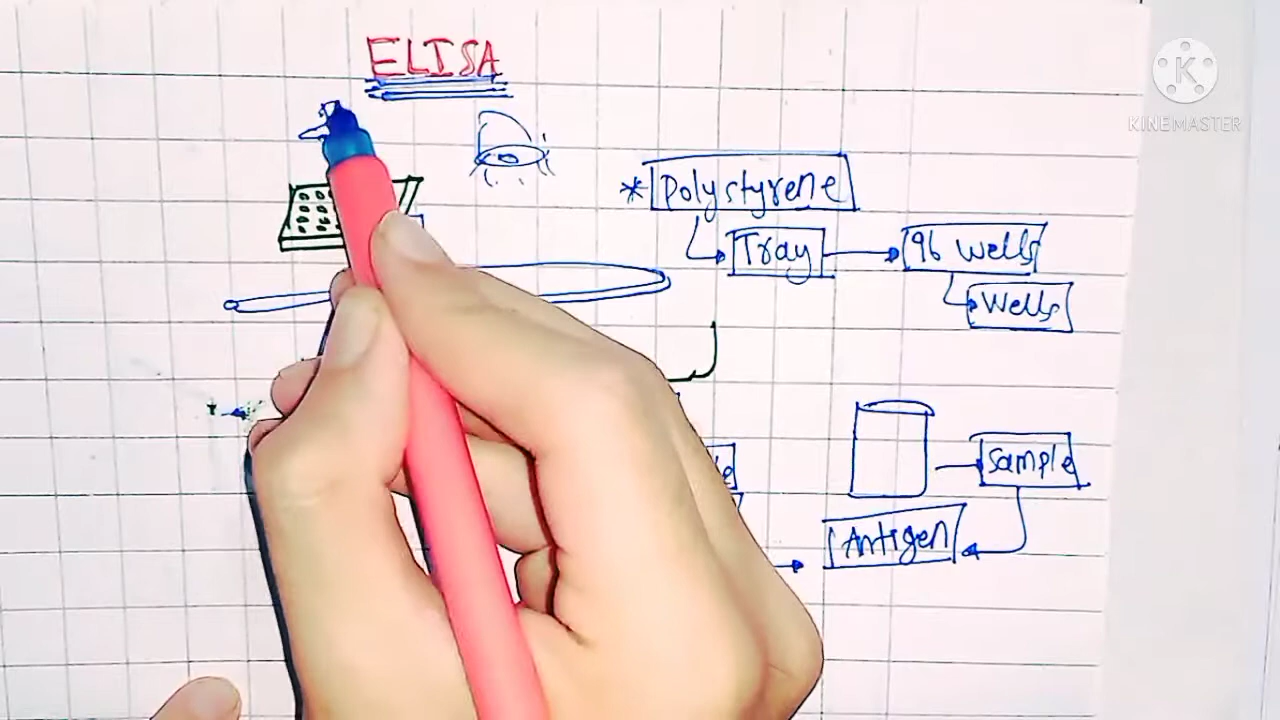 ELISA
K
KINEMASTER
* Polystyrene
Tray
96 wells
wells
sample
Antigen